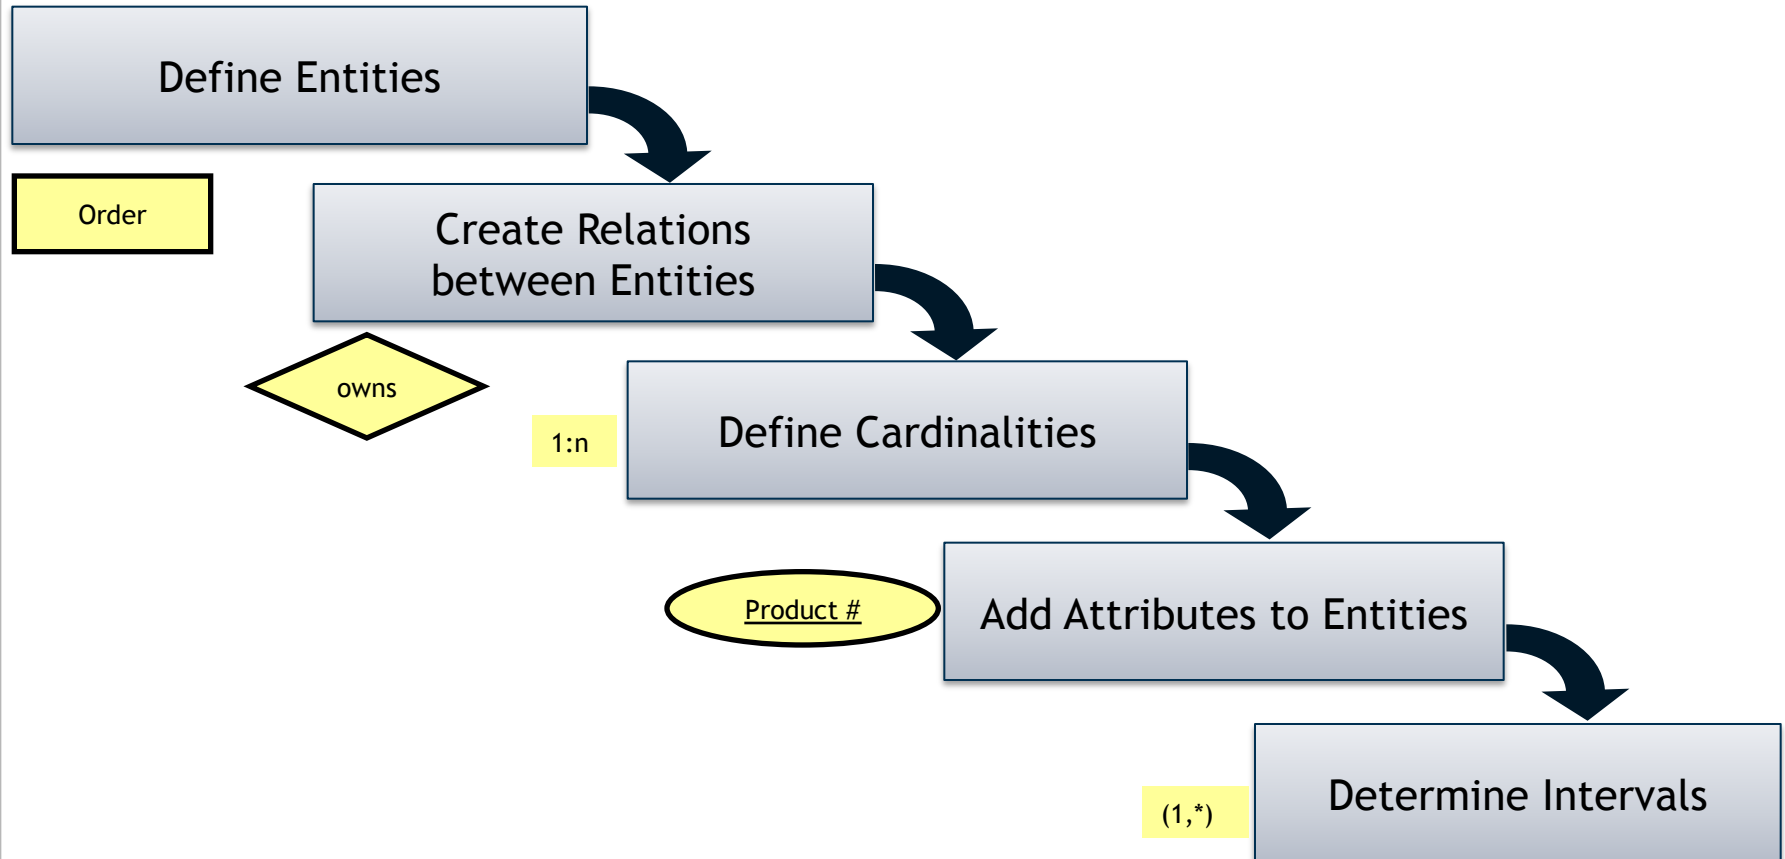 Define Entities
Order
Create Relations
between Entities
owns
1:n
Define Cardinalities
Product #
Add Attributes to Entities
(1,*)
Determine Intervals